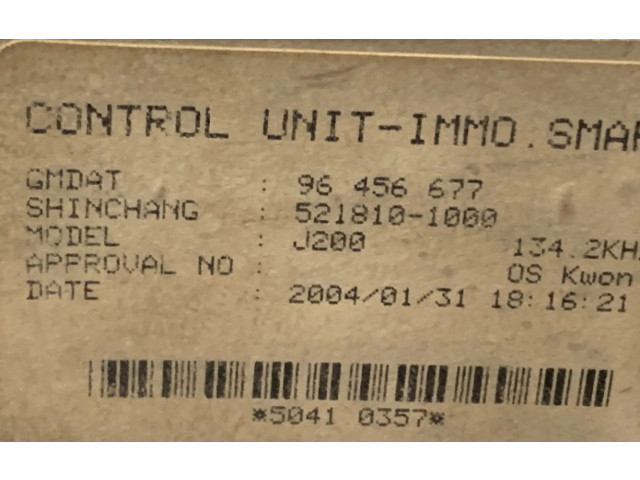 CONTROL UNIT-IMMO.SMAR
GMDAT : 96 456 677
SHINCHANG : 521810-1000
MODEL : J200 134.2KH
APPROVAL NO : OS Kwon
DATE : 2004/01/31 18:16:21
*5041 0357*